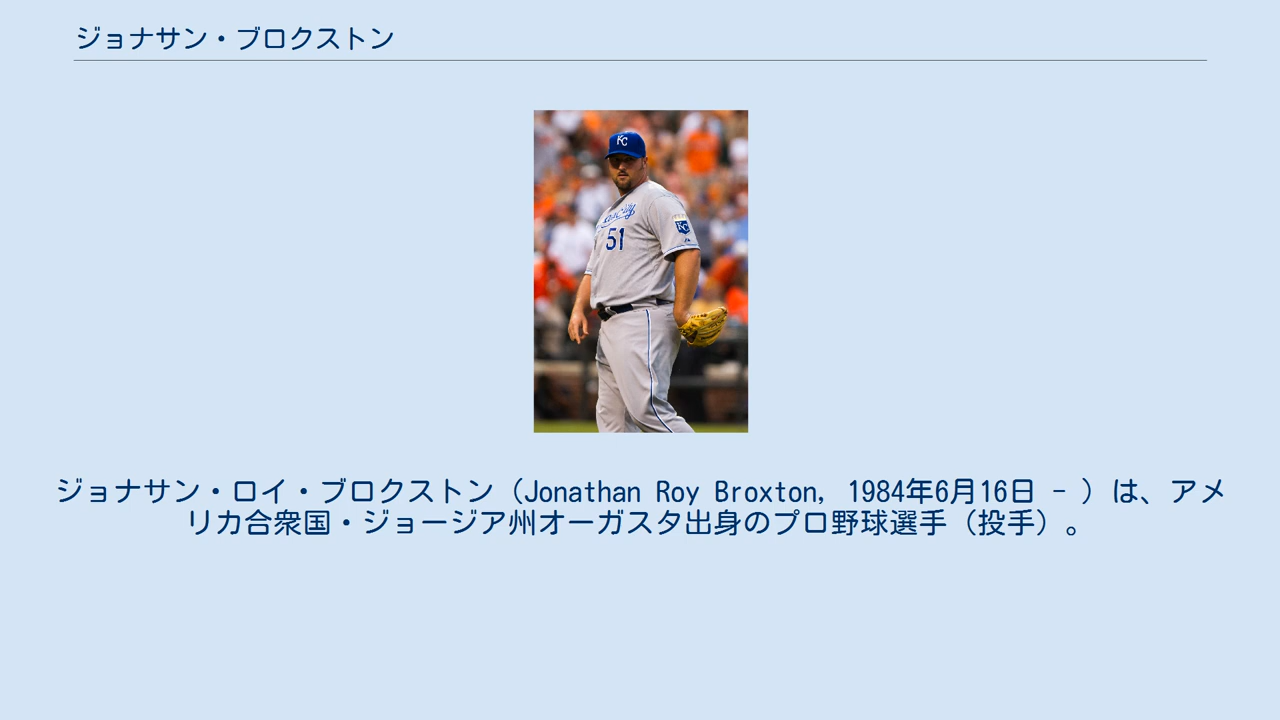 ジョナサン・ブロクストン
KC
51
KC
ジョナサン・ロイ・ブロクストン（Jonathan Roy Broxton, 1984年6月16日 - ）は、アメ
リカ合衆国・ジョージア州オーガスタ出身のプロ野球選手（投手）。